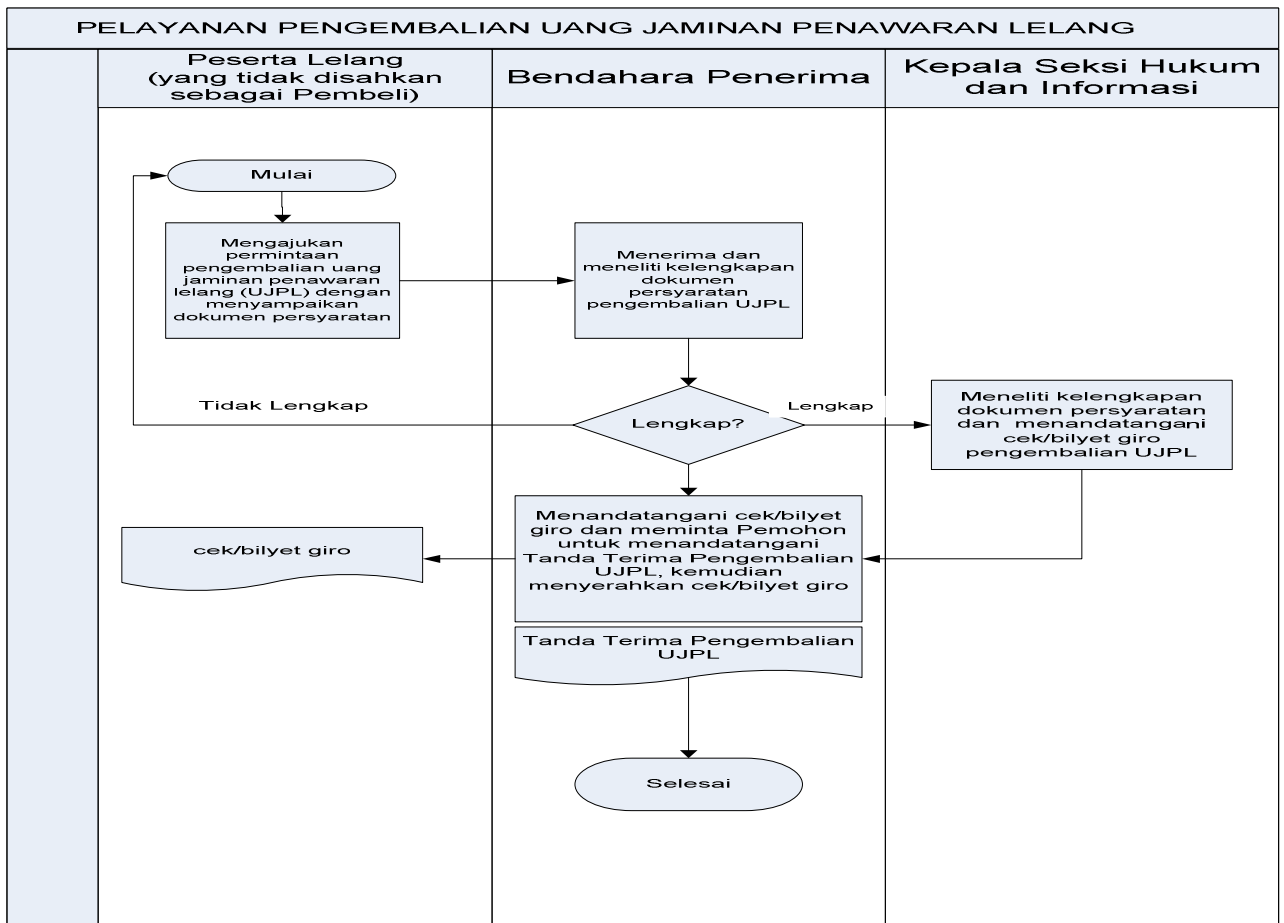 PELAYANAN PENGEMBALIAN UANG JAMINAN PENAWARAN LELANG
Peserta Lelang
(yang tidak disahkan
sebagai Pembeli)
Bendahara Penerima
Kepala Seksi Hukum
dan Informasi
Mulai
Mengajukan
permintaan
pengembalian uang
jaminan penawaran
lelang (UJPL) dengan
menyampaikan
dokumen persyaratan
Menerima dan
meneliti kelengkapan
dokumen
persyaratan
pengembalian UJPL
Tidak Lengkap
Lengkap?
Lengkap
Meneliti kelengkapan
dokumen persyaratan
dan menandatangani
cek/bilyet giro
pengembalian UJPL
cek/bilyet giro
Menandatangani cek/bilyet
giro dan meminta Pemohon
untuk menandatangani
Tanda Terima Pengembalian
UJPL, kemudian
menyerahkan cek/bilyet giro
Tanda Terima Pengembalian
UJPL
Selesai